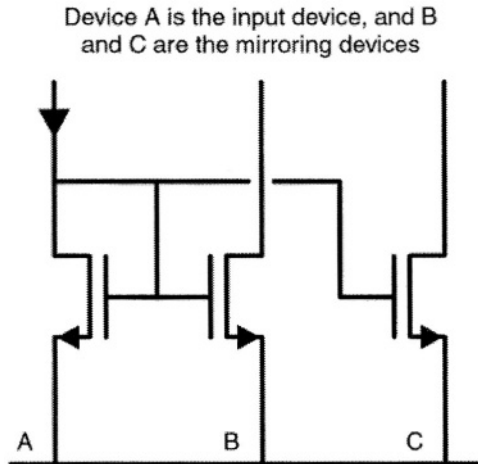 Device A is the input device, and B
and C are the mirroring devices
A B C